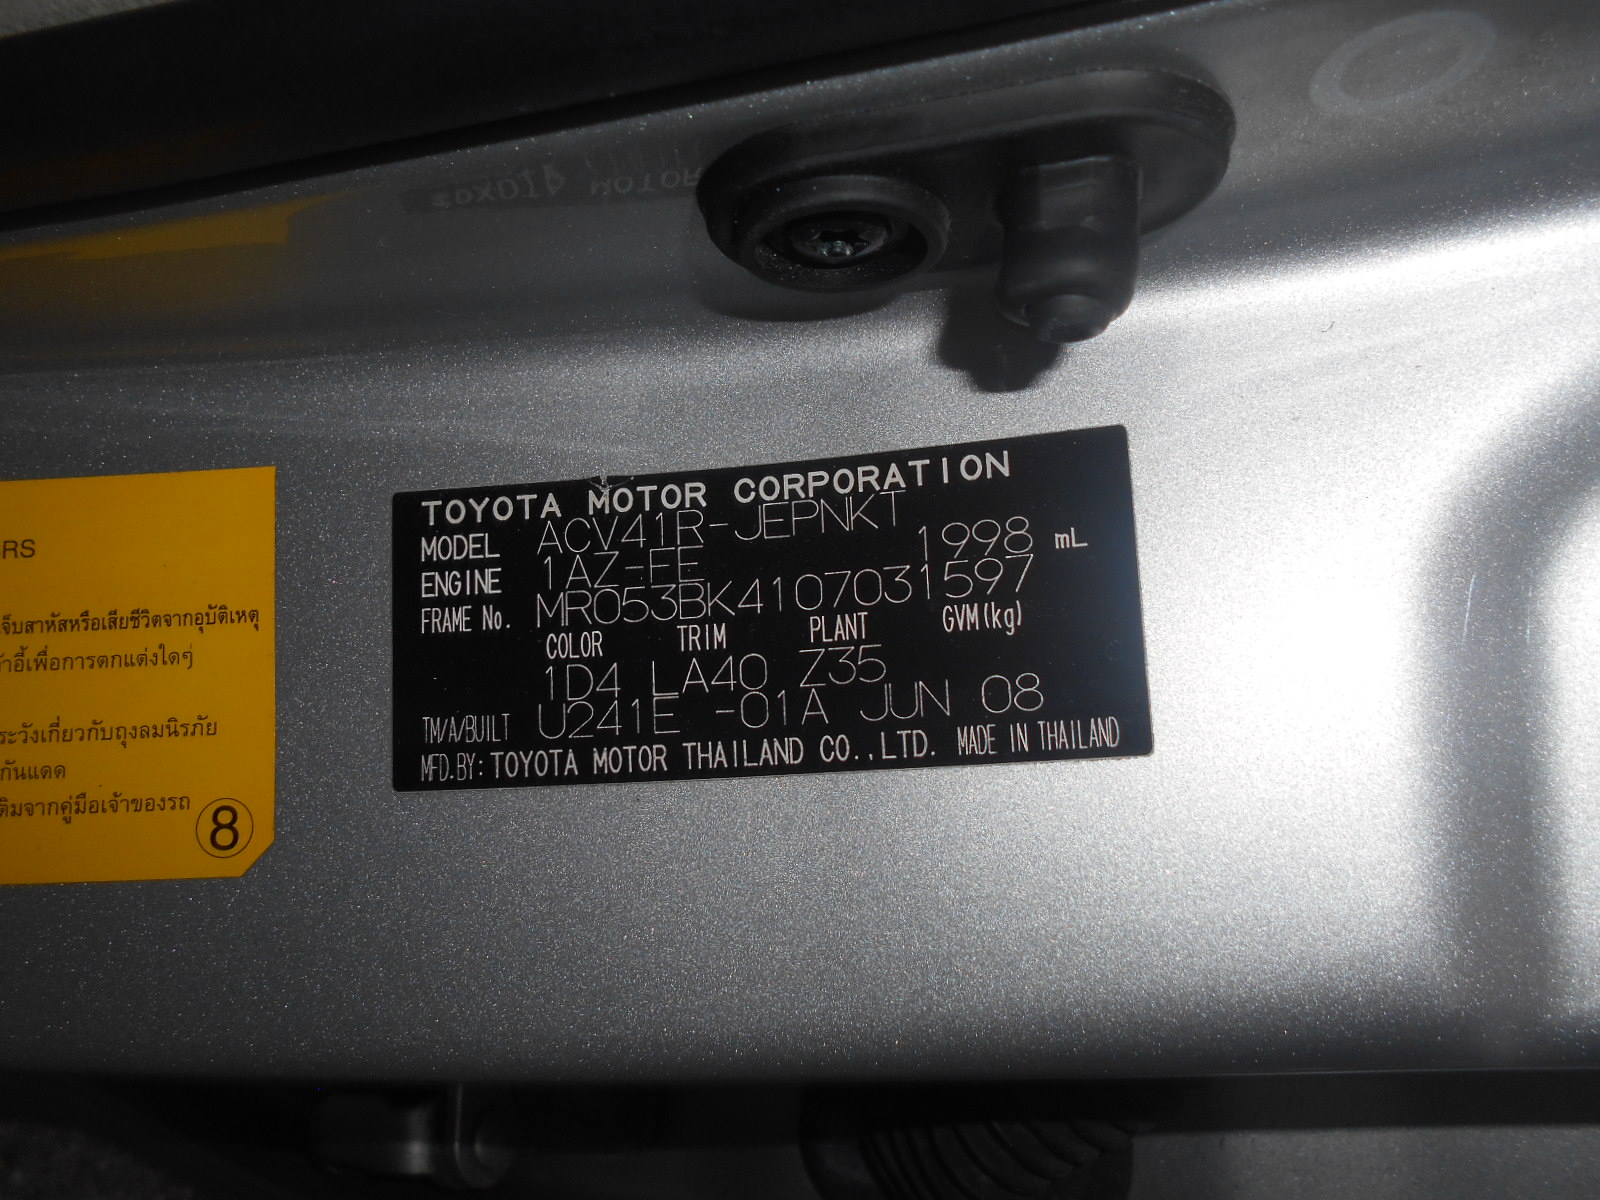 RS
จ็บสาหัสหรือเสียชีวิตจากอุบัติเหตุ
าอี้เพื่อการตกแต่งใดๆ
ระวังเกี่ยวกับถุงลมนิรภัย
กันแดด
ติมจากคู่มือเจ้าของรถ
8
TOYOTA MOTOR CORPORATION
MODEL ACV41R-JEPNKT
ENGINE 1AZ-FE 1998 mL
FRAME No. MR053BK4107031597
COLOR TRIM PLANT GVM(kg)
1D4 LA40 Z35
TM/A/BUILT U241E -01A JUN 08
MFD.BY: TOYOTA MOTOR THAILAND CO.,LTD. MADE IN THAILAND